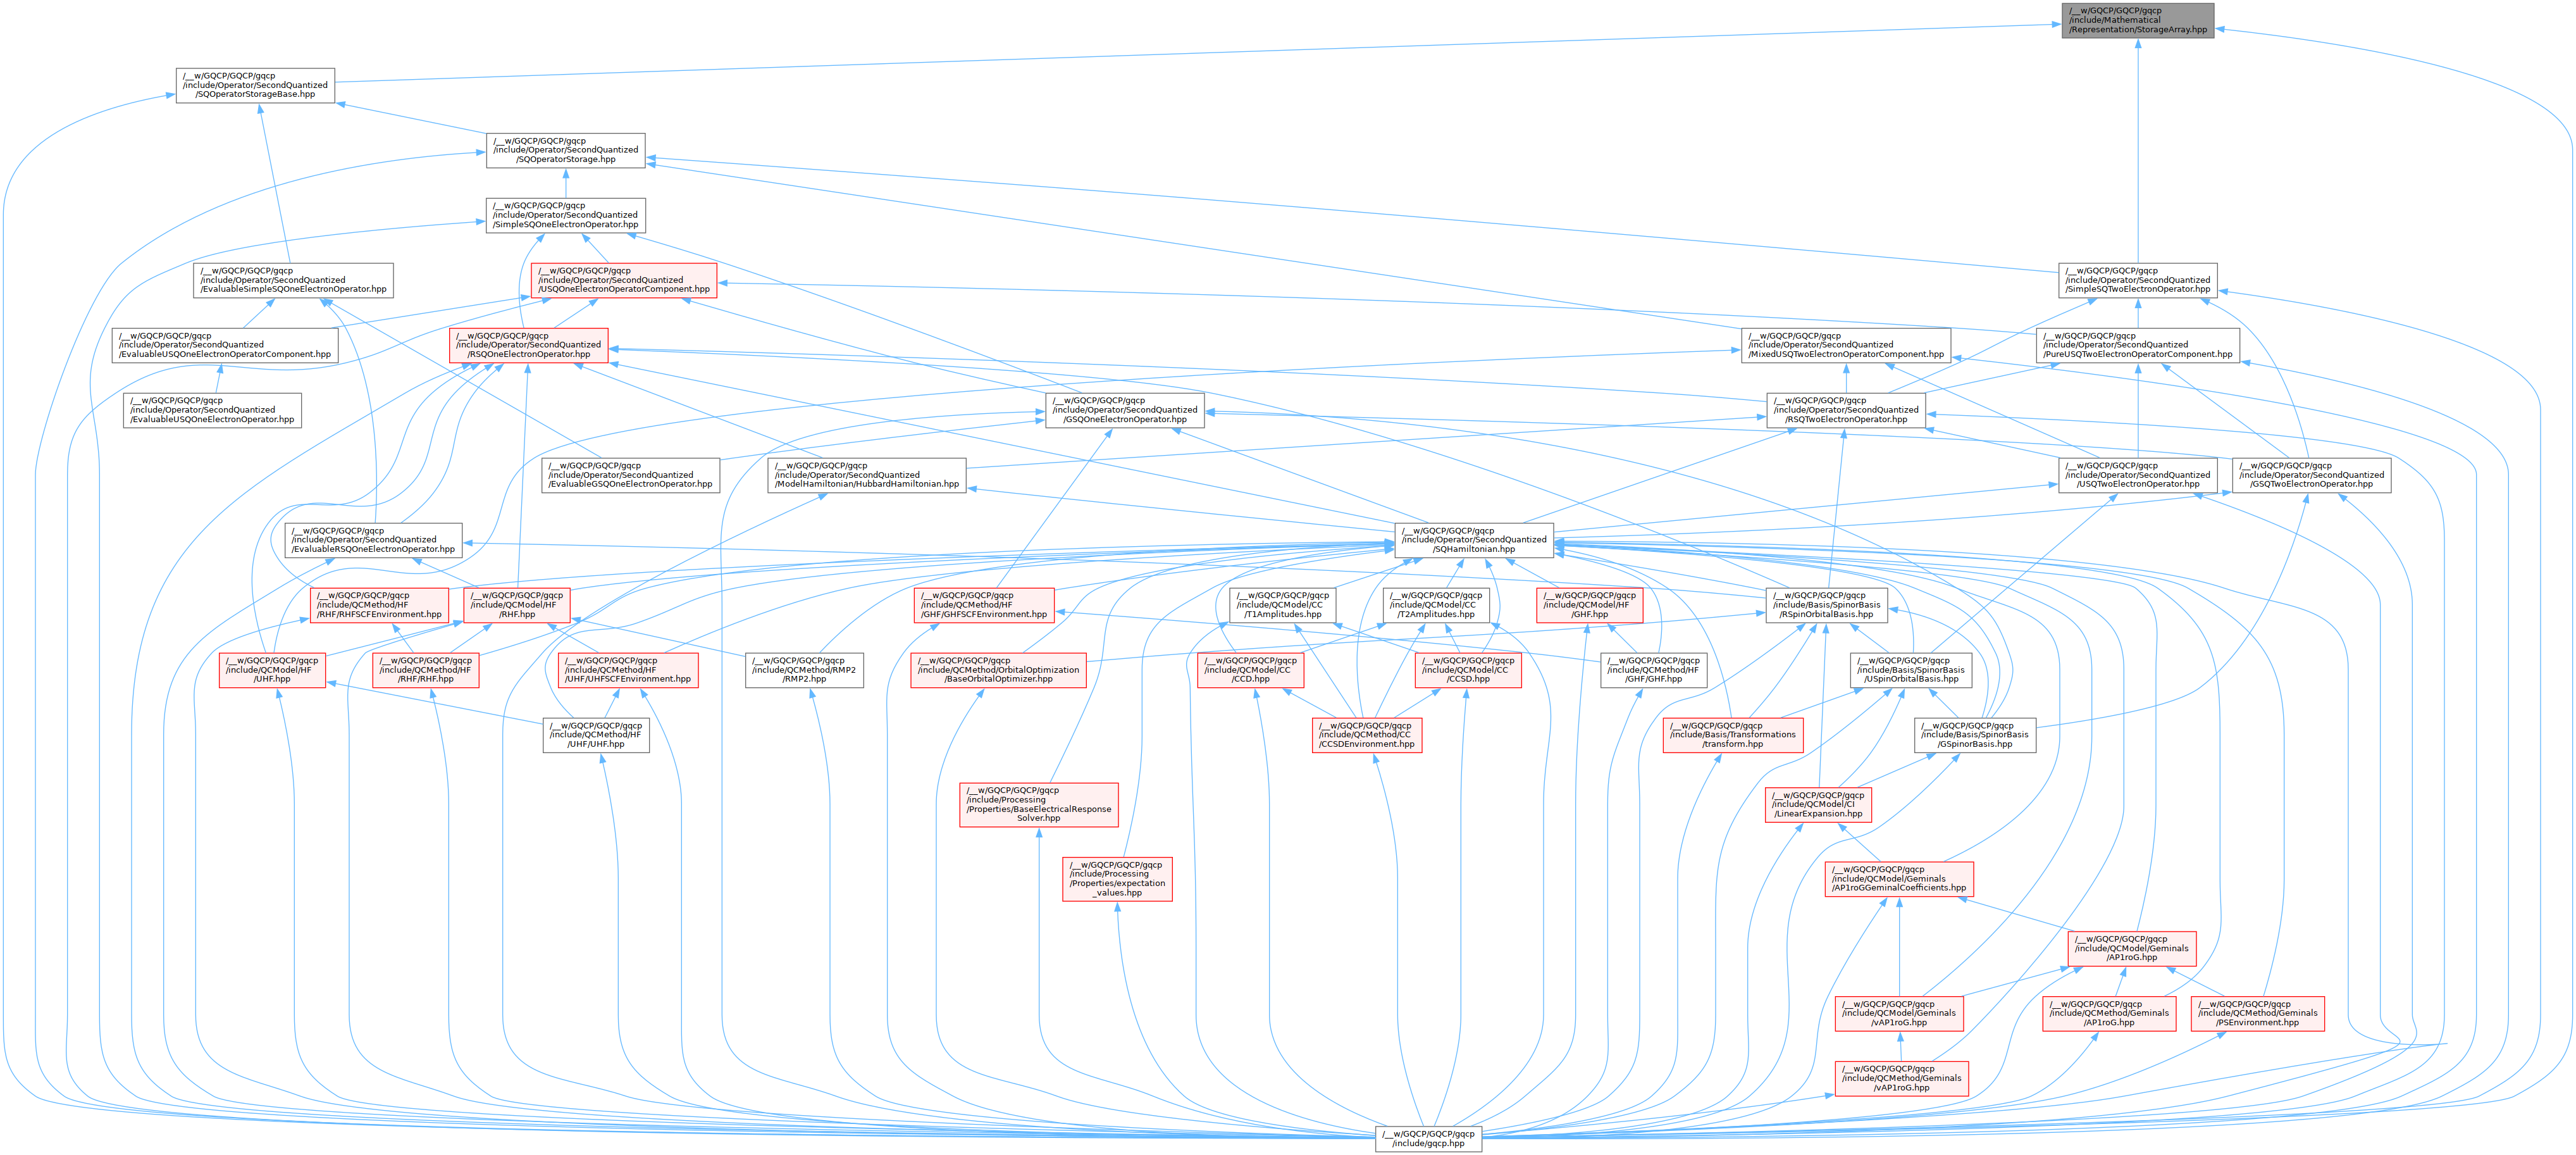 /__w/GQCP/GQCP/gqcp
/include/Mathematical
/Representation/StorageArray.hpp
/__w/GQCP/GQCP/gqcp
/include/Operator/SecondQuantized
/SQOperatorStorageBase.hpp
/__w/GQCP/GQCP/gqcp
/include/Operator/SecondQuantized
/SQOperatorStorage.hpp
/__w/GQCP/GQCP/gqcp
/include/Operator/SecondQuantized
/SimpleSQOneElectronOperator.hpp
/__w/GQCP/GQCP/gqcp
/include/Operator/SecondQuantized
/EvaluableSimpleSQOneElectronOperator.hpp
/__w/GQCP/GQCP/gqcp
/include/Operator/SecondQuantized
/USQOneElectronOperatorComponent.hpp
/__w/GQCP/GQCP/gqcp
/include/Operator/SecondQuantized
/SimpleSQTwoElectronOperator.hpp
/__w/GQCP/GQCP/gqcp
/include/Operator/SecondQuantized
/EvaluableUSQOneElectronOperatorComponent.hpp
/__w/GQCP/GQCP/gqcp
/include/Operator/SecondQuantized
/RSQOneElectronOperator.hpp
/__w/GQCP/GQCP/gqcp
/include/Operator/SecondQuantized
/MixedUSQTwoElectronOperatorComponent.hpp
/__w/GQCP/GQCP/gqcp
/include/Operator/SecondQuantized
/PureUSQTwoElectronOperatorComponent.hpp
/__w/GQCP/GQCP/gqcp
/include/Operator/SecondQuantized
/EvaluableUSQOneElectronOperator.hpp
/__w/GQCP/GQCP/gqcp
/include/Operator/SecondQuantized
/GSQOneElectronOperator.hpp
/__w/GQCP/GQCP/gqcp
/include/Operator/SecondQuantized
/RSQTwoElectronOperator.hpp
/__w/GQCP/GQCP/gqcp
/include/Operator/SecondQuantized
/EvaluableGSQOneElectronOperator.hpp
/__w/GQCP/GQCP/gqcp
/include/Operator/SecondQuantized
/ModelHamiltonian/HubbardHamiltonian.hpp
/__w/GQCP/GQCP/gqcp
/include/Operator/SecondQuantized
/USQTwoElectronOperator.hpp
/__w/GQCP/GQCP/gqcp
/include/Operator/SecondQuantized
/GSQTwoElectronOperator.hpp
/__w/GQCP/GQCP/gqcp
/include/Operator/SecondQuantized
/EvaluableRSQOneElectronOperator.hpp
/__w/GQCP/GQCP/gqcp
/include/Operator/SecondQuantized
/SQHamiltonian.hpp
/__w/GQCP/GQCP/gqcp
/include/QCMethod/HF
/RHF/RHFSCFEnvironment.hpp
/__w/GQCP/GQCP/gqcp
/include/QCModel/HF
/RHF.hpp
/__w/GQCP/GQCP/gqcp
/include/QCMethod/HF
/GHF/GHFSCFEnvironment.hpp
/__w/GQCP/GQCP/gqcp
/include/QCModel/CC
/T1Amplitudes.hpp
/__w/GQCP/GQCP/gqcp
/include/QCModel/CC
/T2Amplitudes.hpp
/__w/GQCP/GQCP/gqcp
/include/QCModel/HF
/GHF.hpp
/__w/GQCP/GQCP/gqcp
/include/Basis/SpinorBasis
/RSpinOrbitalBasis.hpp
/__w/GQCP/GQCP/gqcp
/include/QCModel/HF
/UHF.hpp
/__w/GQCP/GQCP/gqcp
/include/QCMethod/HF
/RHF/RHF.hpp
/__w/GQCP/GQCP/gqcp
/include/QCMethod/HF
/UHF/UHFSCFEnvironment.hpp
/__w/GQCP/GQCP/gqcp
/include/QCMethod/RMP2
/RMP2.hpp
/__w/GQCP/GQCP/gqcp
/include/QCMethod/OrbitalOptimization
/BaseOrbitalOptimizer.hpp
/__w/GQCP/GQCP/gqcp
/include/QCModel/CC
/CCD.hpp
/__w/GQCP/GQCP/gqcp
/include/QCModel/CC
/CCSD.hpp
/__w/GQCP/GQCP/gqcp
/include/QCMethod/HF
/GHF/GHF.hpp
/__w/GQCP/GQCP/gqcp
/include/Basis/SpinorBasis
/USpinOrbitalBasis.hpp
/__w/GQCP/GQCP/gqcp
/include/QCMethod/HF
/UHF/UHF.hpp
/__w/GQCP/GQCP/gqcp
/include/QCMethod/CC
/CCSDEnvironment.hpp
/__w/GQCP/GQCP/gqcp
/include/Basis/Transformations
/transform.hpp
/__w/GQCP/GQCP/gqcp
/include/Basis/SpinorBasis
/GSpinorBasis.hpp
/__w/GQCP/GQCP/gqcp
/include/Processing
/Properties/BaseElectricalResponse
Solver.hpp
/__w/GQCP/GQCP/gqcp
/include/QCModel/CI
/LinearExpansion.hpp
/__w/GQCP/GQCP/gqcp
/include/Processing
/Properties/expectation
_values.hpp
/__w/GQCP/GQCP/gqcp
/include/QCModel/Geminals
/AP1roGGeminalCoefficients.hpp
/__w/GQCP/GQCP/gqcp
/include/QCModel/Geminals
/AP1roG.hpp
/__w/GQCP/GQCP/gqcp
/include/QCModel/Geminals
/vAP1roG.hpp
/__w/GQCP/GQCP/gqcp
/include/QCMethod/Geminals
/AP1roG.hpp
/__w/GQCP/GQCP/gqcp
/include/QCMethod/Geminals
/PSEnvironment.hpp
/__w/GQCP/GQCP/gqcp
/include/QCMethod/Geminals
/vAP1roG.hpp
/__w/GQCP/GQCP/gqcp
/include/gqcp.hpp